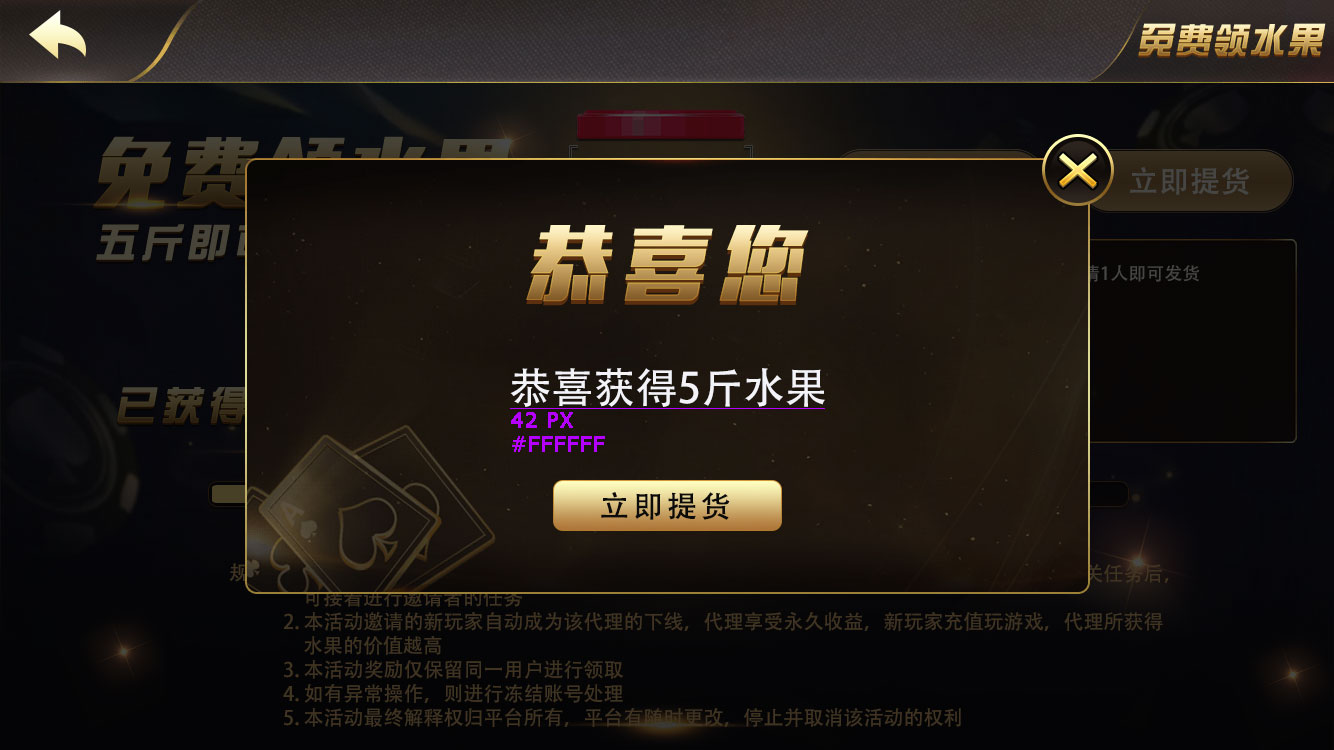 免费领水果
免费领水果
五斤即
立即提货
请1人即可发货
恭喜您
恭喜获得5斤水果
42 PX
#FFFFFF
已获得
立即提货
规
关任务后,
可接着进行邀请者的任务
2. 本活动邀请的新玩家自动成为该代理的下线，代理享受永久收益，新玩家充值玩游戏，代理所获得
水果的价值越高
3. 本活动奖励仅保留同一用户进行领取
4. 如有异常操作，则进行冻结账号处理
5. 本活动最终解释权归平台所有，平台有随时更改，停止并取消该活动的权利